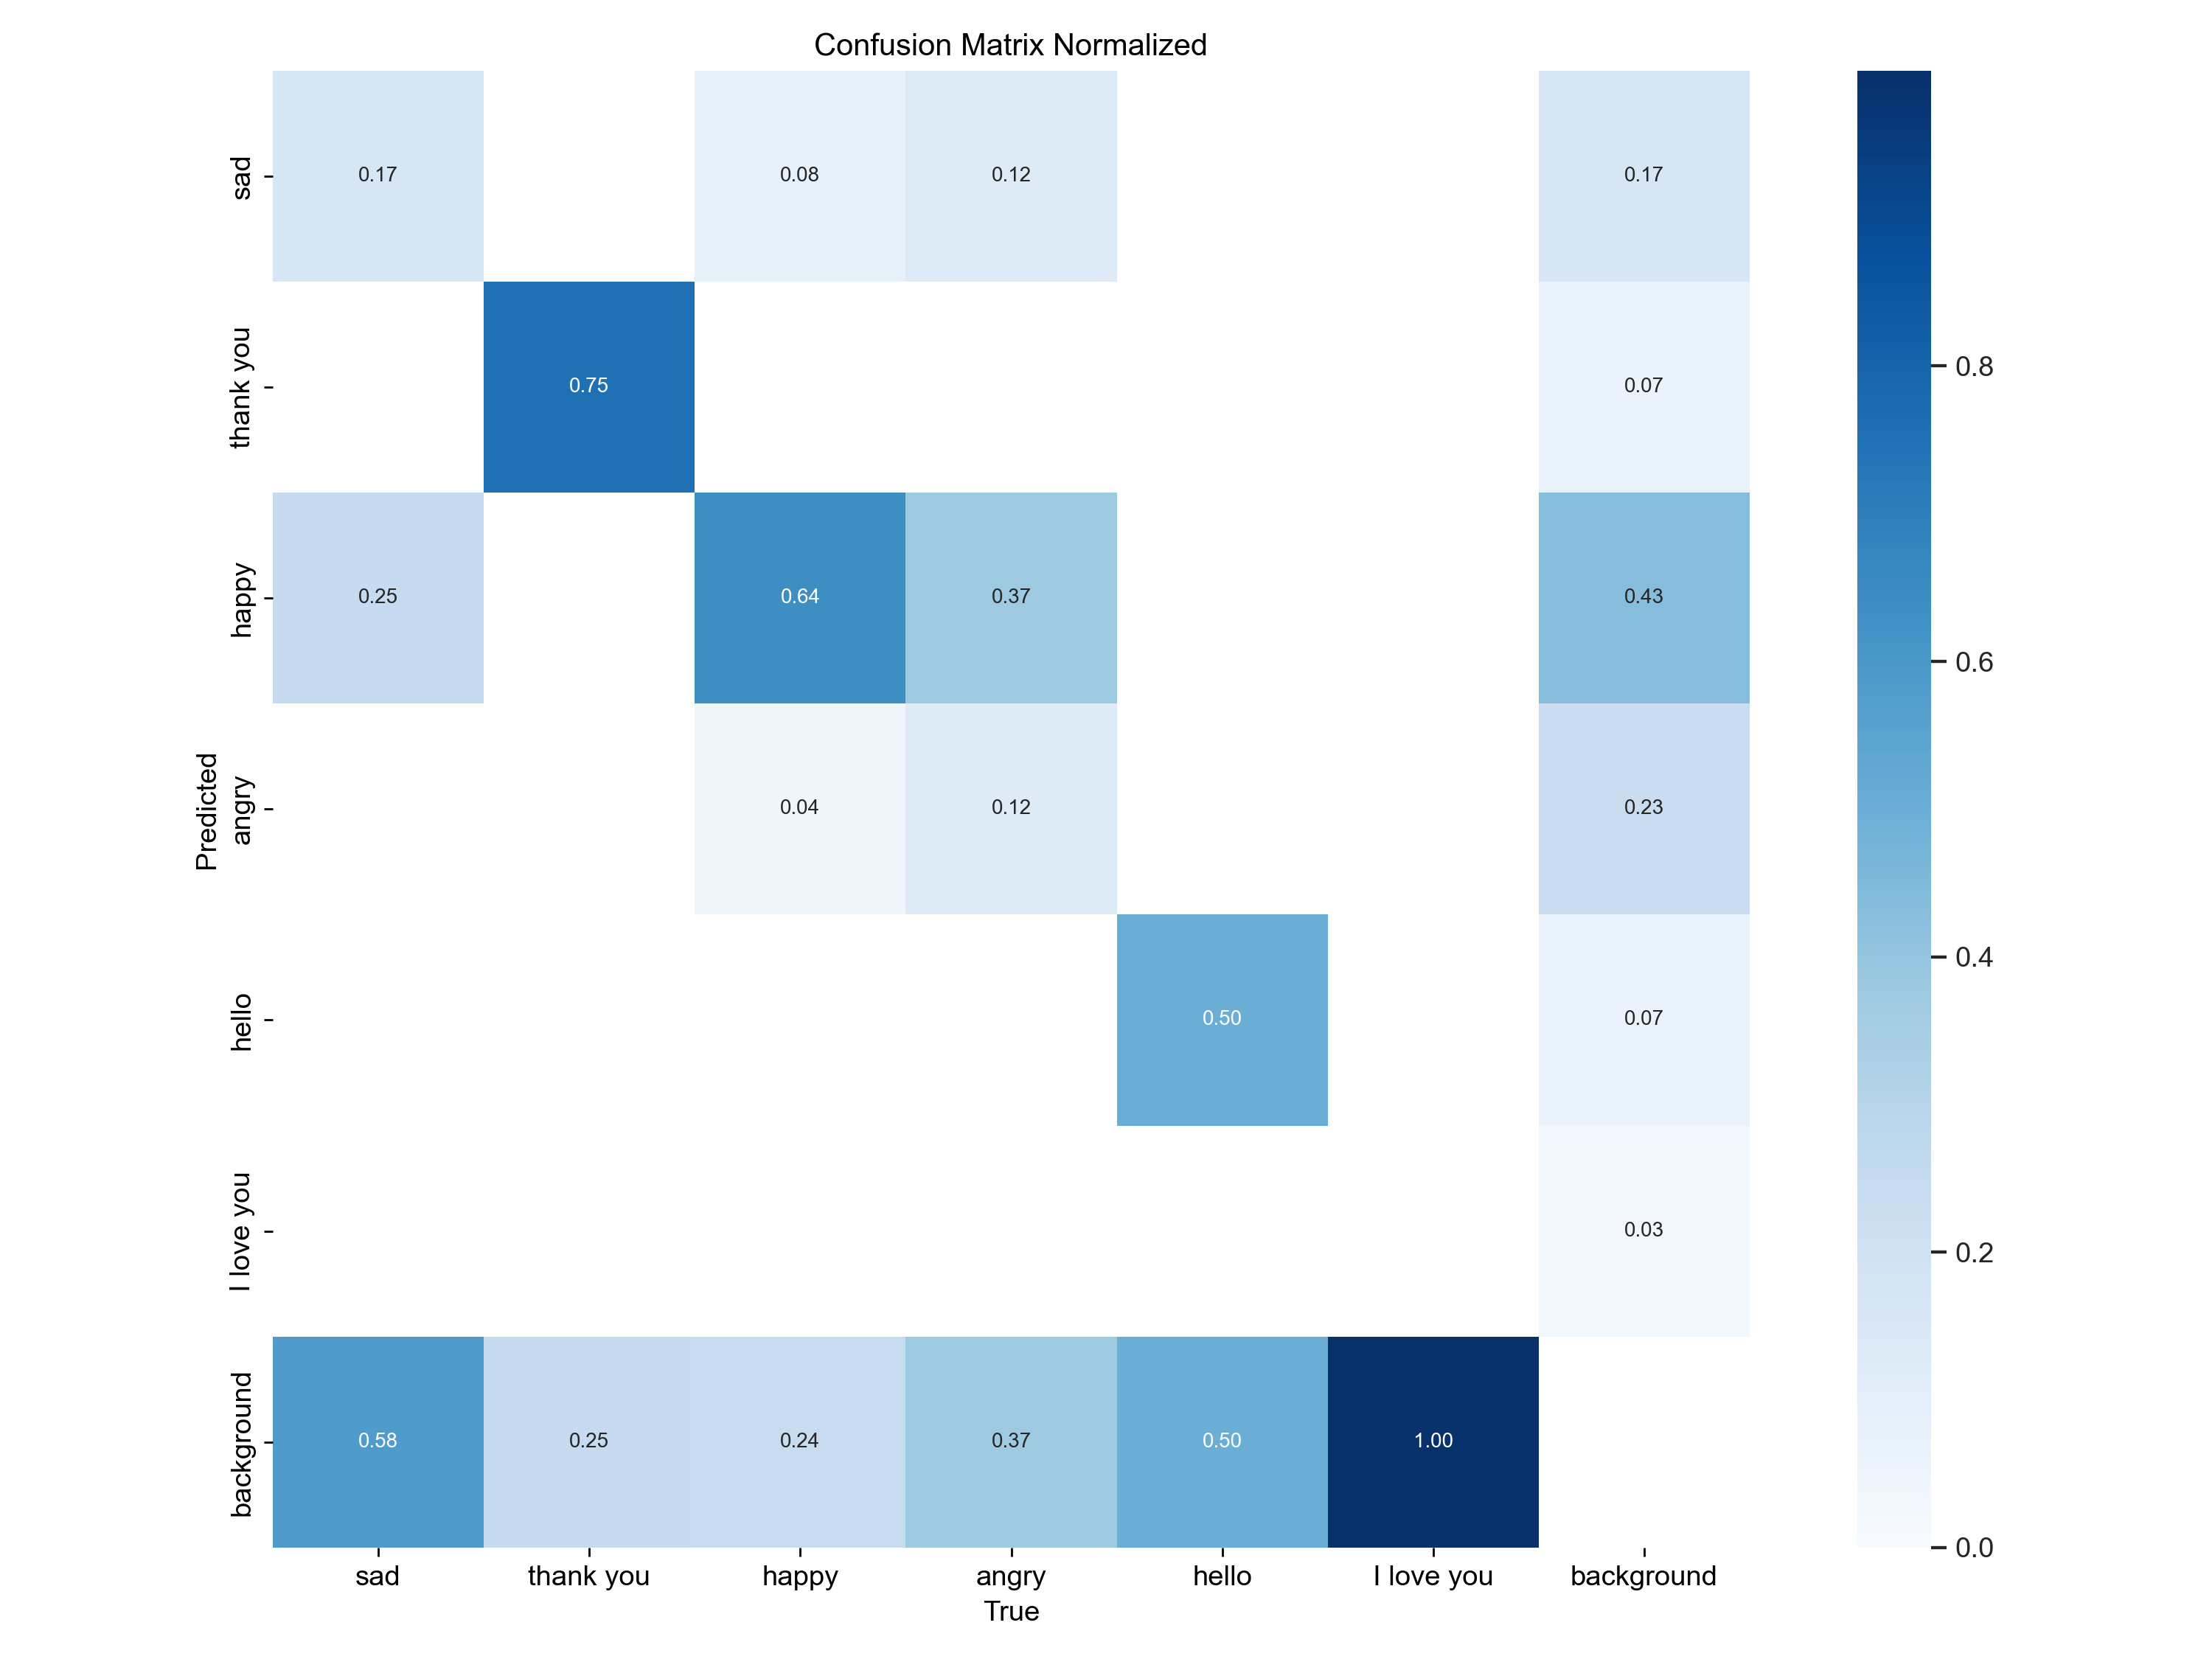 Confusion Matrix Normalized
sad
0.17
0.08
0.12
0.17
thank you
0.75
0.07
0.8
happy
0.25
0.64
0.37
0.43
0.6
Predicted
angry
0.04
0.12
0.23
0.4
hello
0.50
0.07
I love you
0.03
0.2
background
0.58
0.25
0.24
0.37
0.50
1.00
0.0
sad thank you happy angry hello I love you background
True